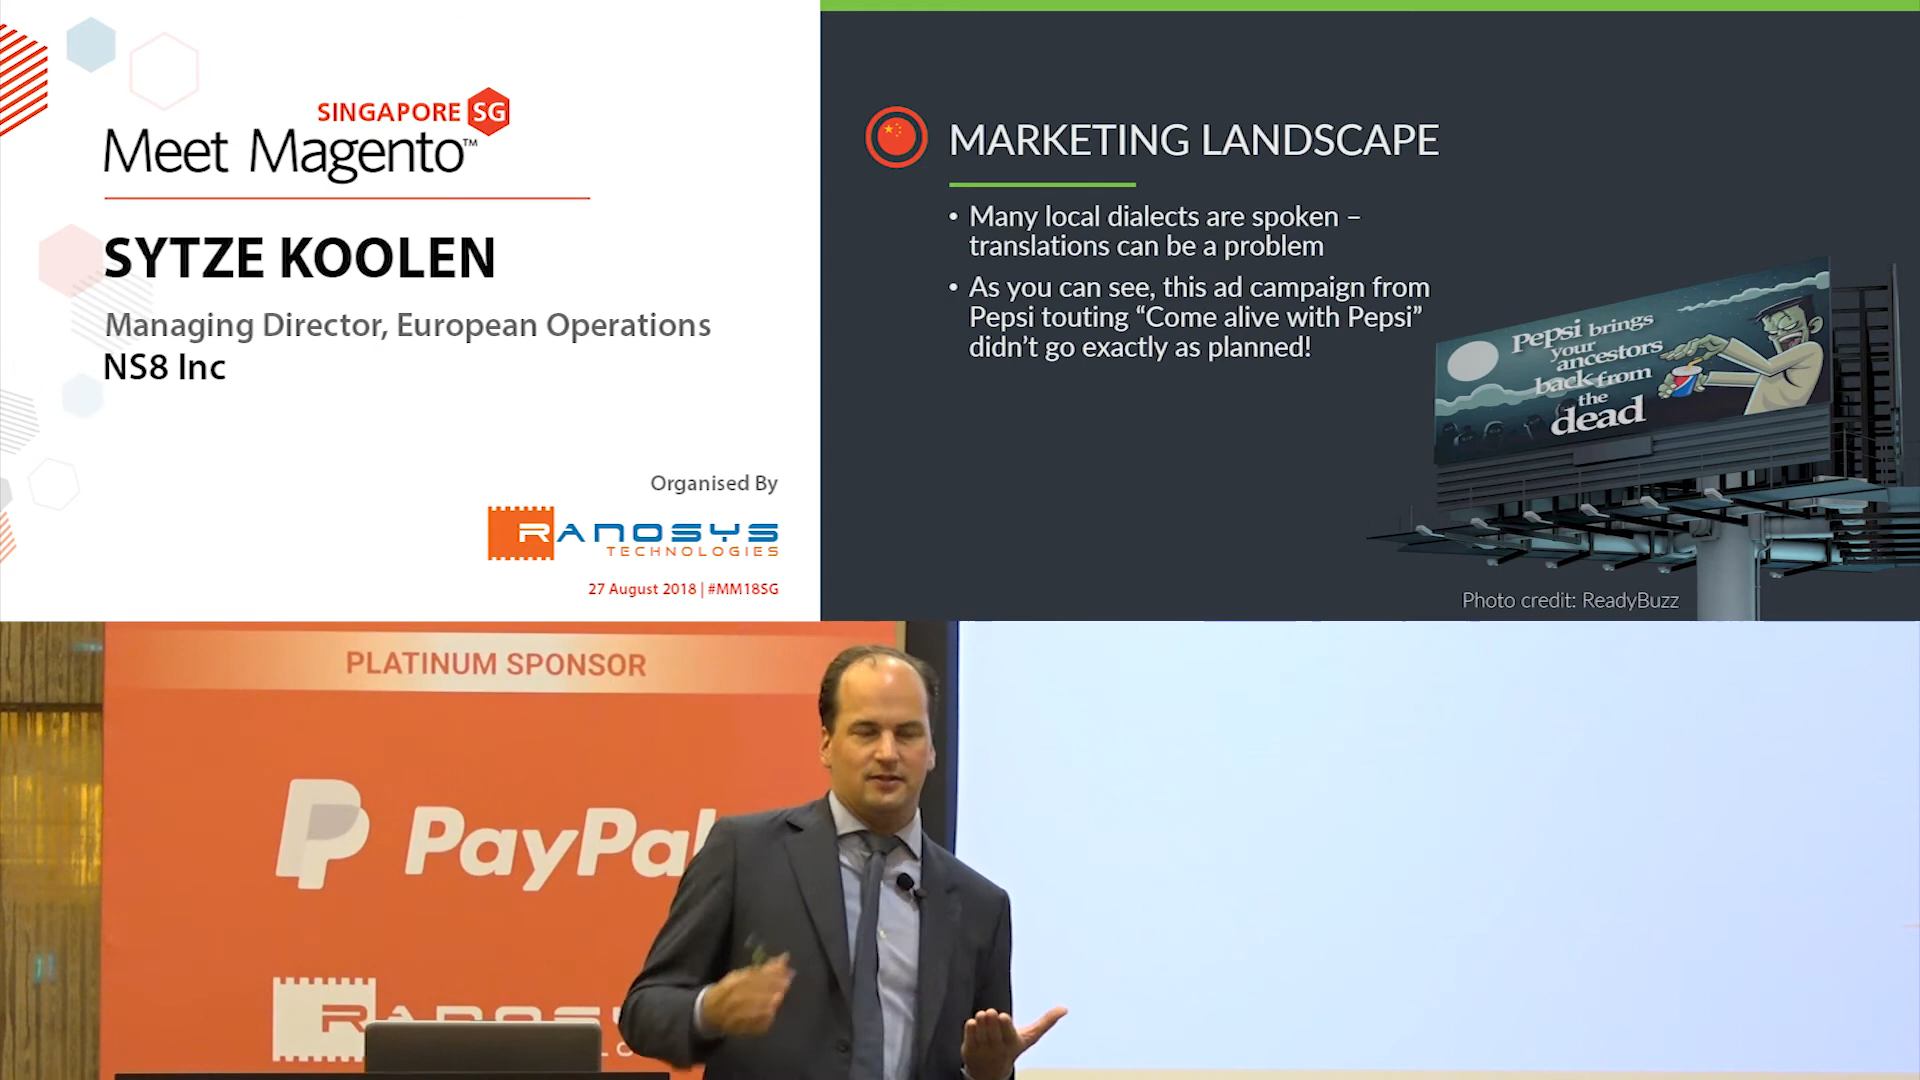 SINGAPORE SG
Meet Magento™
SYTZE KOOLEN
Managing Director, European Operations
NS8 Inc
Organised By
RANOSYS
TECHNOLOGIES
27 August 2018 | #MM18SG
MARKETING LANDSCAPE
• Many local dialects are spoken –
translations can be a problem
• As you can see, this ad campaign from
Pepsi touting “Come alive with Pepsi”
didn’t go exactly as planned!
Pepsi brings
your
ancestors
back from
the
dead
Photo credit: ReadyBuzz
PLATINUM SPONSOR
PayPal